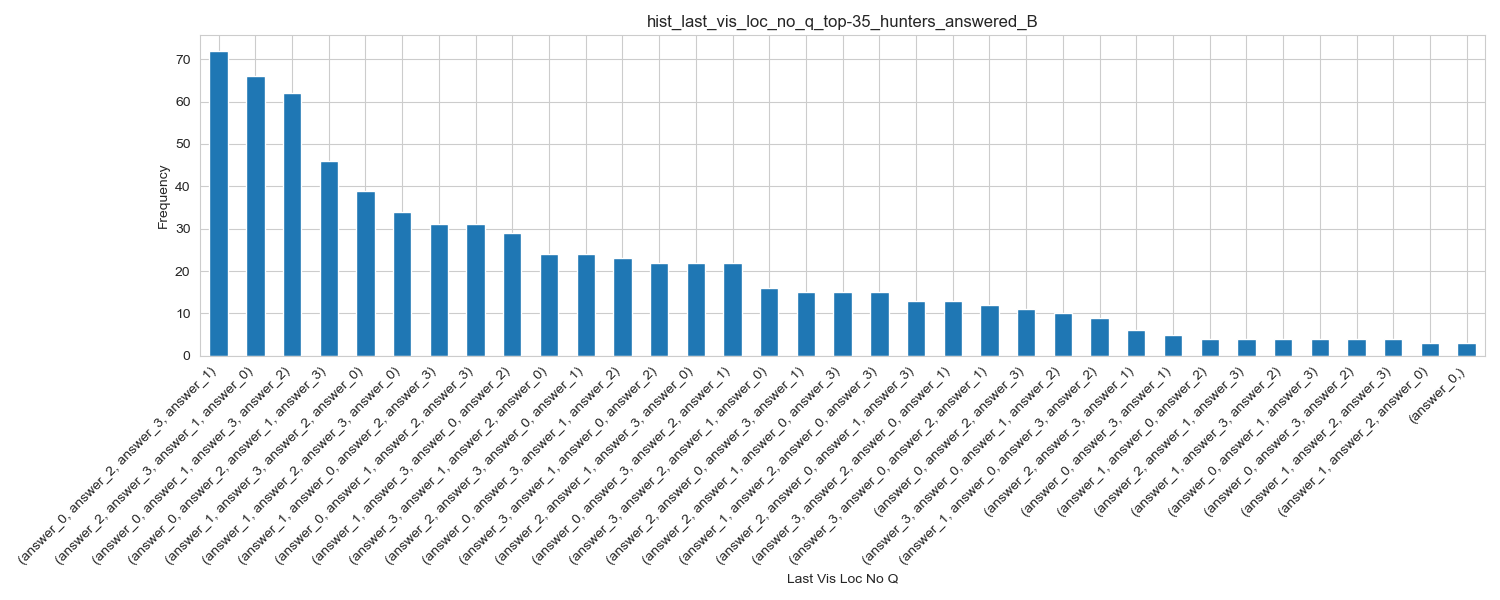 hist_last_vis_loc_no_q_top-35_hunters_answered_B
Frequency
70
60
50
40
30
20
10
0
(answer_0, answer_2, answer_3, answer_1)
(answer_2, answer_3, answer_1, answer_0)
(answer_0, answer_1, answer_3, answer_2)
(answer_0, answer_2, answer_1, answer_3)
(answer_1, answer_3, answer_2, answer_0)
(answer_1, answer_2, answer_3, answer_0)
(answer_1, answer_0, answer_2, answer_3)
(answer_0, answer_1, answer_2, answer_3)
(answer_1, answer_3, answer_0, answer_2)
(answer_3, answer_1, answer_2, answer_0)
(answer_2, answer_3, answer_0, answer_1)
(answer_0, answer_3, answer_1, answer_2)
(answer_3, answer_1, answer_0, answer_2)
(answer_2, answer_1, answer_3, answer_0)
(answer_0, answer_3, answer_2, answer_1)
(answer_3, answer_2, answer_1, answer_0)
(answer_2, answer_0, answer_3, answer_1)
(answer_2, answer_1, answer_0, answer_3)
(answer_1, answer_2, answer_0, answer_3)
(answer_2, answer_0, answer_1, answer_3)
(answer_3, answer_2, answer_0, answer_1)
(answer_3, answer_0, answer_2, answer_1)
(answer_0, answer_2, answer_3)
(answer_3, answer_0, answer_1, answer_2)
(answer_1, answer_0, answer_3, answer_2)
(answer_2, answer_3, answer_1)
(answer_0, answer_3, answer_1)
(answer_1, answer_0, answer_2)
(answer_2, answer_1, answer_3)
(answer_1, answer_3, answer_2)
(answer_0, answer_1, answer_3)
(answer_0, answer_3, answer_2)
(answer_1, answer_2, answer_3)
(answer_1, answer_2, answer_0)
(answer_0,)
Last Vis Loc No Q